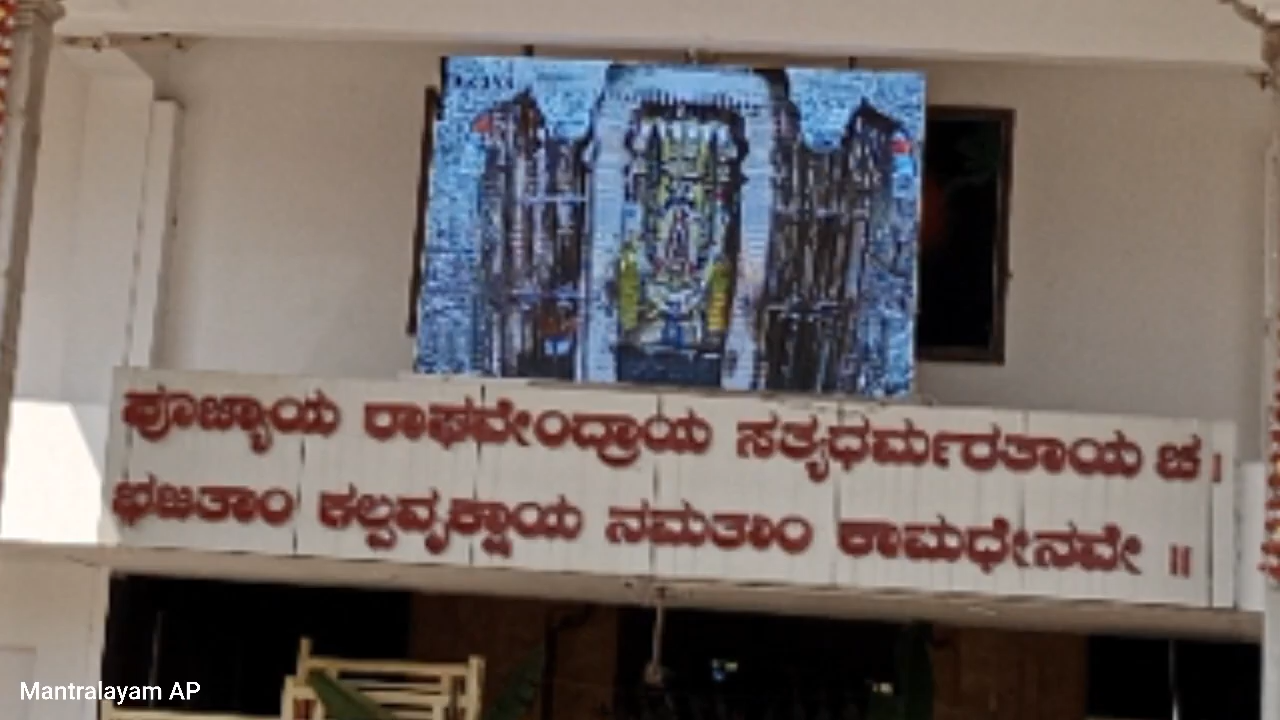 ಪೂಜ್ಯಾಯ ರಾಘವೇಂದ್ರಾಯ ಸತ್ಯಧರ್ಮರತಾಯ ಚ ।
ಭಜತಾಂ ಕಲ್ಪವೃಕ್ಷಾಯ ನಮತಾಂ ಕಾಮಧೇನವೇ ॥
Mantralayam AP